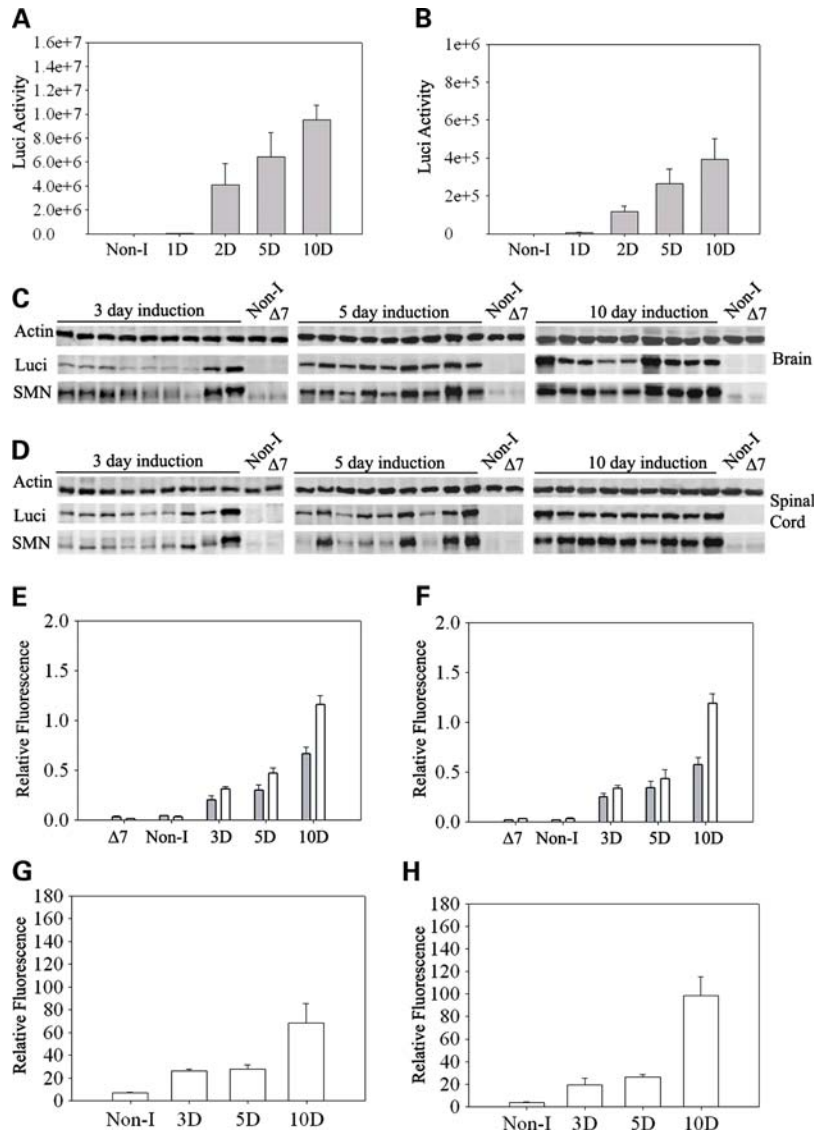 A
B
Luci Activity
1.6e+7
1.4e+7
1.2e+7
1.0e+7
8.0e+6
6.0e+6
4.0e+6
2.0e+6
0.0
Non-I 1D 2D 5D 10D
Luci Activity
1e+6
8e+5
6e+5
4e+5
2e+5
0
Non-I 1D 2D 5D 10D
C
3 day induction Non-I Δ7 5 day induction Non-I Δ7 10 day induction Non-I Δ7
Actin
Luci
SMN
Brain
D
3 day induction Non-I Δ7 5 day induction Non-I Δ7 10 day induction Non-I Δ7
Actin
Luci
SMN
Spinal
Cord
E
F
Relative Fluorescence
2.0
1.5
1.0
0.5
0.0
Δ7 Non-I 3D 5D 10D
Relative Fluorescence
2.0
1.5
1.0
0.5
0.0
Δ7 Non-I 3D 5D 10D
G
H
Relative Fluorescence
180
160
140
120
100
80
60
40
20
0
Non-I 3D 5D 10D
Relative Fluorescence
180
160
140
120
100
80
60
40
20
0
Non-I 3D 5D 10D